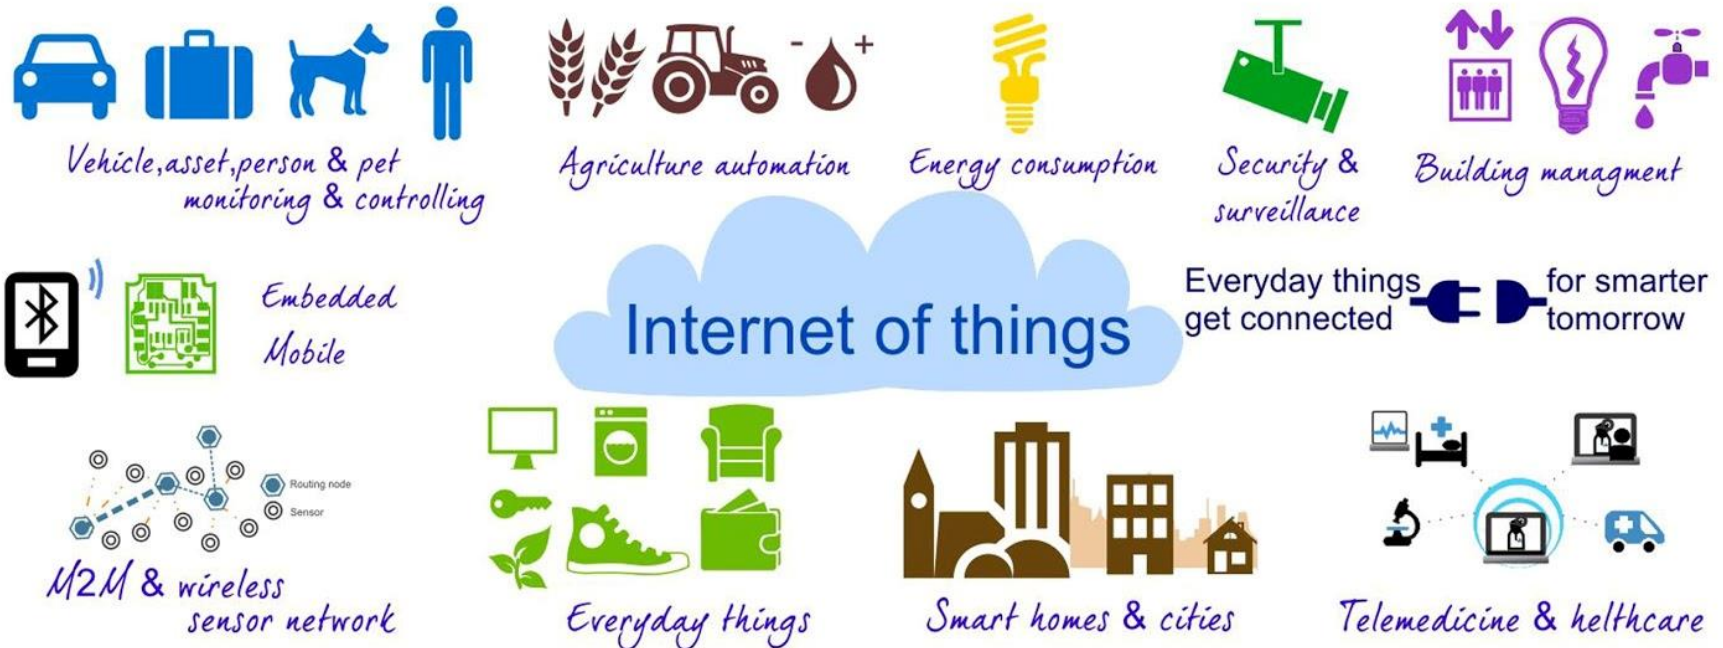 Vehicle,asset,person & pet
monitoring & controlling
Agriculture automation
Energy consumption
Security &
surveillance
Building managment
Embedded
Mobile
Internet of things
Everyday things
get connected
for smarter
tomorrow
Routing node
Sensor
M2M & wireless
sensor network
Everyday things
Smart homes & cities
Telemedicine & helthcare